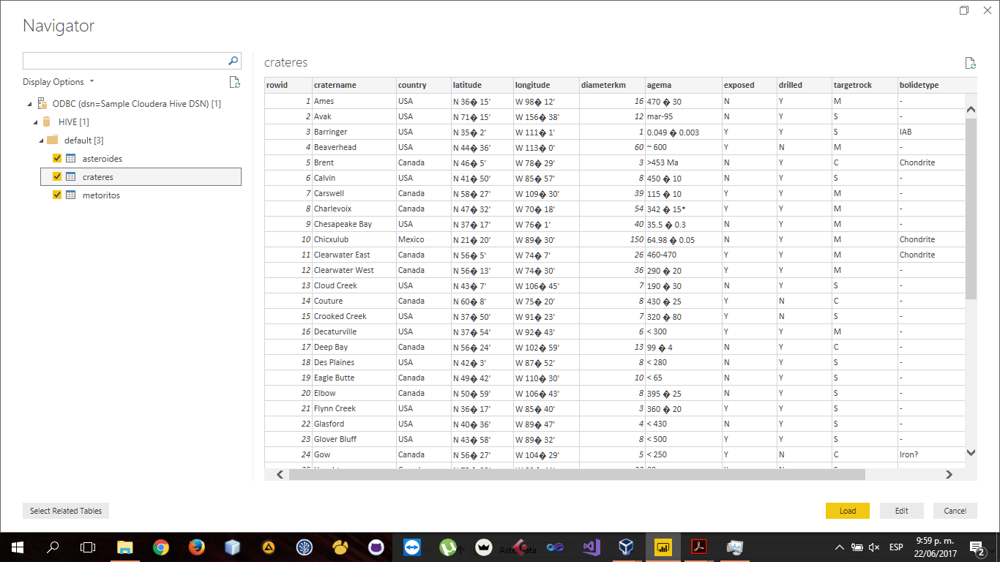 Navigator
Display Options
ODBC (dsn=Sample Cloudera Hive DSN) [1]
HIVE [1]
default [3]
asteroides
crateres
metoritos
crateres
rowid cratername country latitude longitude diameterkm agema exposed drilled targetrock bolidetype
1 Ames USA N 36� 15' W 98� 12' 16 470 � 30 N Y M -
2 Avak USA N 71� 15' W 156� 38' 12 mar-95 N Y S -
3 Barringer USA N 35� 2' W 111� 1' 1 0.049 � 0.003 Y Y S IAB
4 Beaverhead USA N 44� 36' W 113� 0' 60 ~ 600 Y N M -
5 Brent Canada N 46� 5' W 78� 29' 3 >453 Ma N Y C Chondrite
6 Calvin USA N 41� 50' W 85� 57' 8 450 � 10 N Y S -
7 Carswell Canada N 58� 27' W 109� 30' 39 115 � 10 Y Y M -
8 Charlevoix Canada N 47� 32' W 70� 18' 54 342 � 15* Y Y M -
9 Chesapeake Bay USA N 37� 17' W 76� 1' 40 35.5 � 0.3 N Y M -
10 Chicxulub Mexico N 21� 20' W 89� 30' 150 64.98 � 0.05 N Y M Chondrite
11 Clearwater East Canada N 56� 5' W 74� 7' 26 460-470 Y Y M Chondrite
12 Clearwater West Canada N 56� 13' W 74� 30' 36 290 � 20 Y Y M -
13 Cloud Creek USA N 43� 7' W 106� 45' 7 190 � 30 N Y S -
14 Couture Canada N 60� 8' W 75� 20' 8 430 � 25 Y N C -
15 Crooked Creek USA N 37� 50' W 91� 23' 7 320 � 80 Y N S -
16 Decaturville USA N 37� 54' W 92� 43' 6 < 300 Y Y M -
17 Deep Bay Canada N 56� 24' W 102� 59' 13 99 � 4 N Y C -
18 Des Plaines USA N 42� 3' W 87� 52' 8 < 280 N Y S -
19 Eagle Butte Canada N 49� 42' W 110� 30' 10 < 65 N Y S -
20 Elbow Canada N 50� 59' W 106� 43' 8 395 � 25 N Y S -
21 Flynn Creek USA N 36� 17' W 85� 40' 3 360 � 20 Y Y S -
22 Glasford USA N 40� 36' W 89� 47' 4 < 430 N Y S -
23 Glover Bluff USA N 43� 58' W 89� 32' 8 < 500 Y Y S -
24 Gow Canada N 56� 27' W 104� 29' 5 < 250 Y N C Iron?
Select Related Tables
Load
Edit
Cancel
ESP
9:59 p. m.
22/06/2017
2